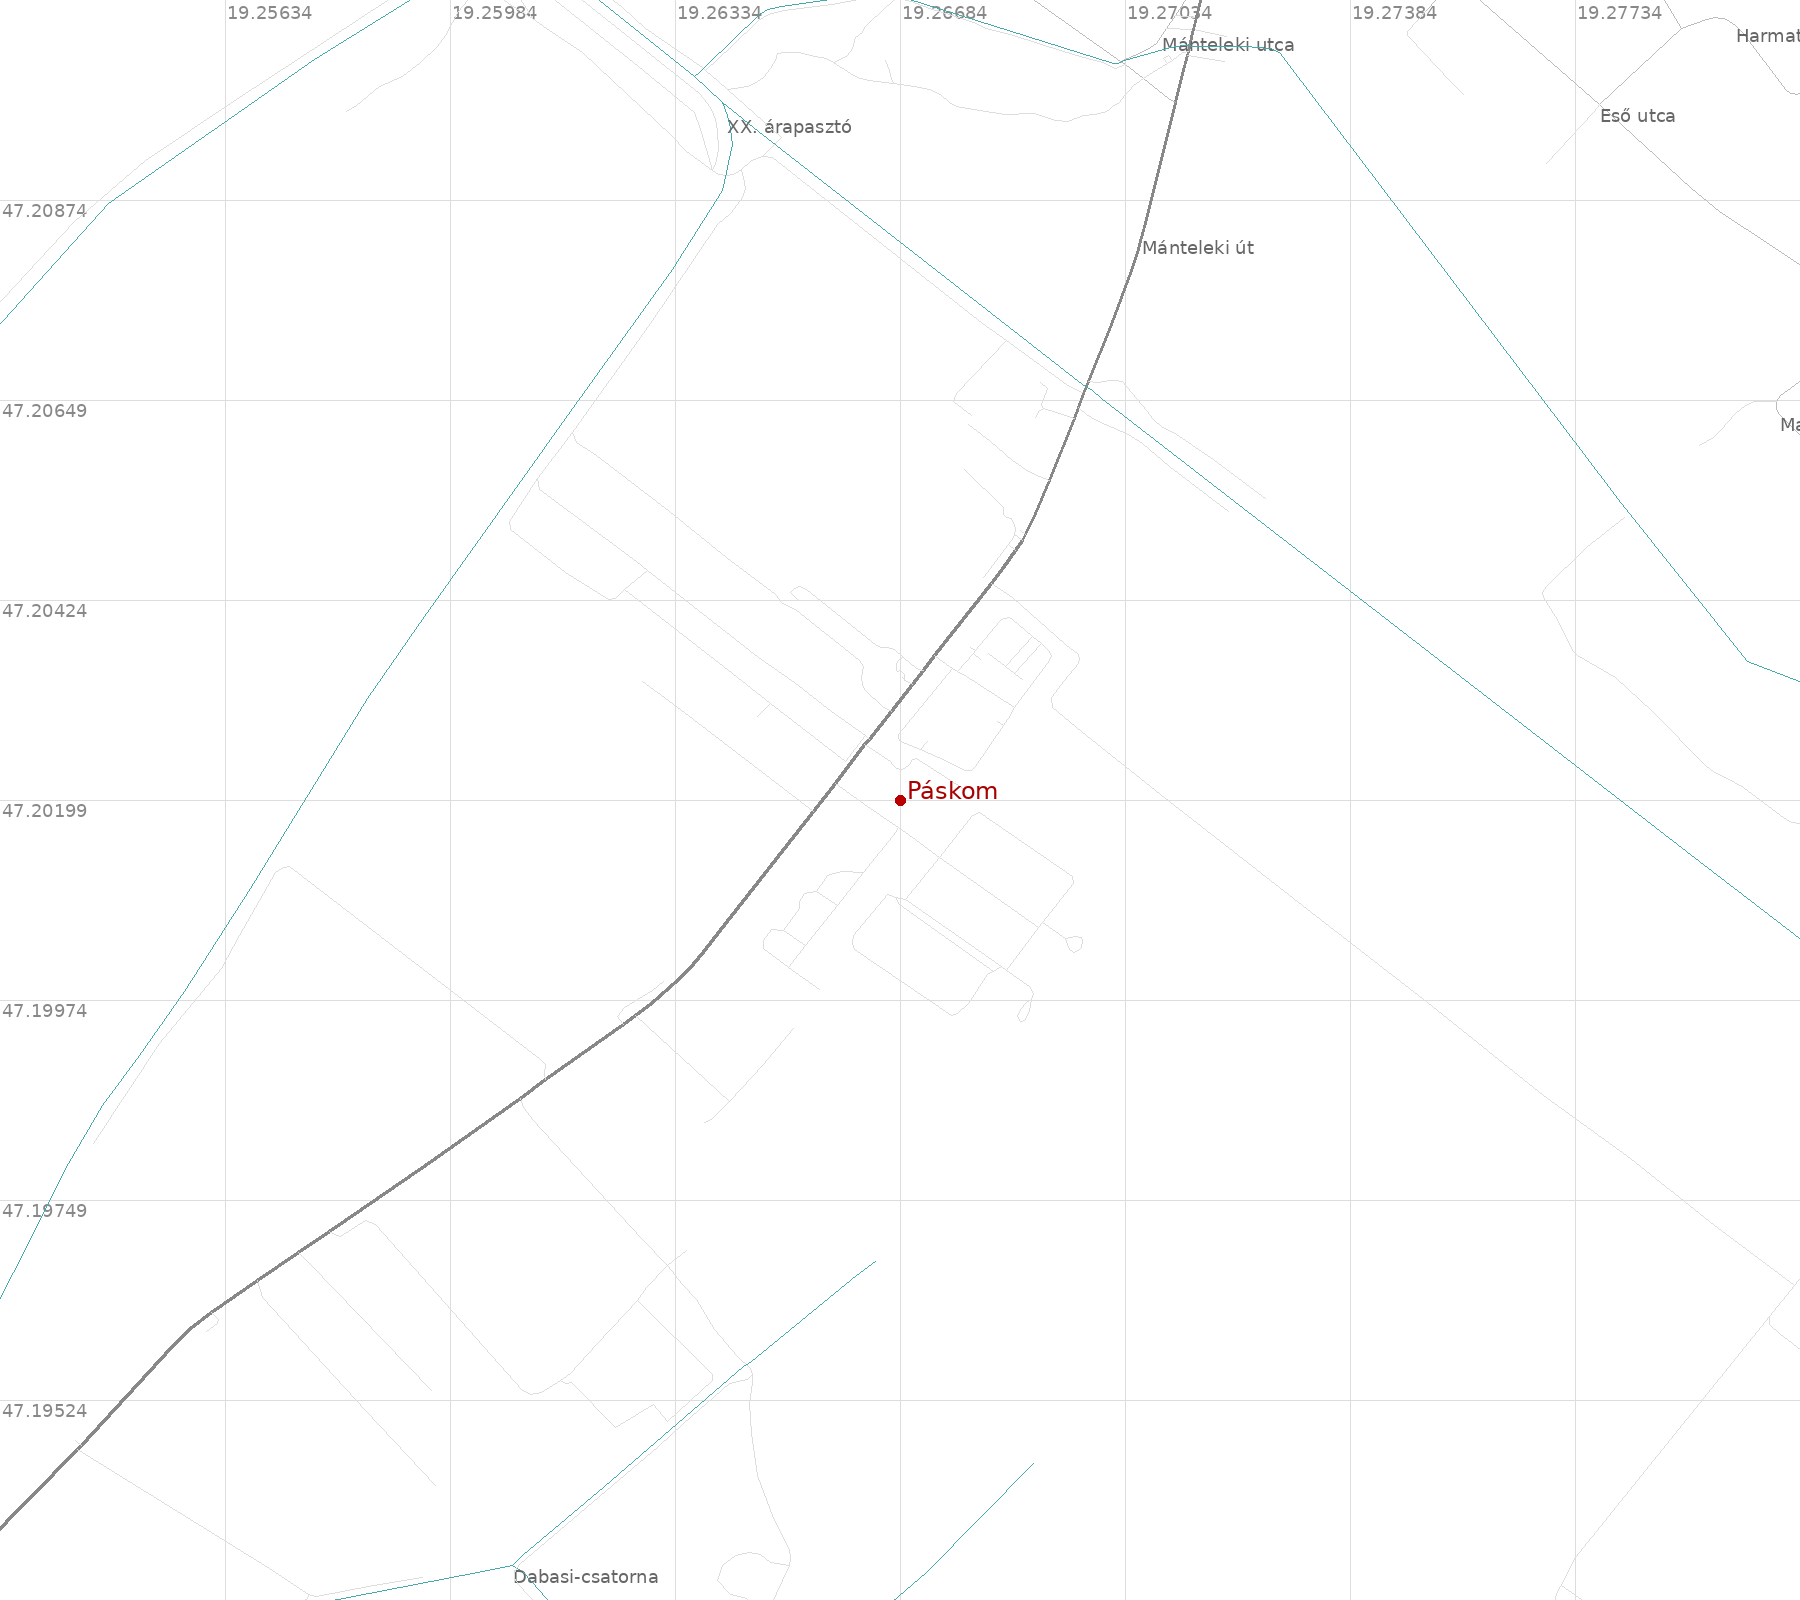 19.25634 19.25984 19.26334 19.26684 19.27034 19.27384 19.27734
Harmat
Mánteleki utca
Eső utca
XX. árapasztó
47.20874
Mánteleki út
47.20649
Ma
47.20424
Páskom
47.20199
47.19974
47.19749
47.19524
Dabasi-csatorna